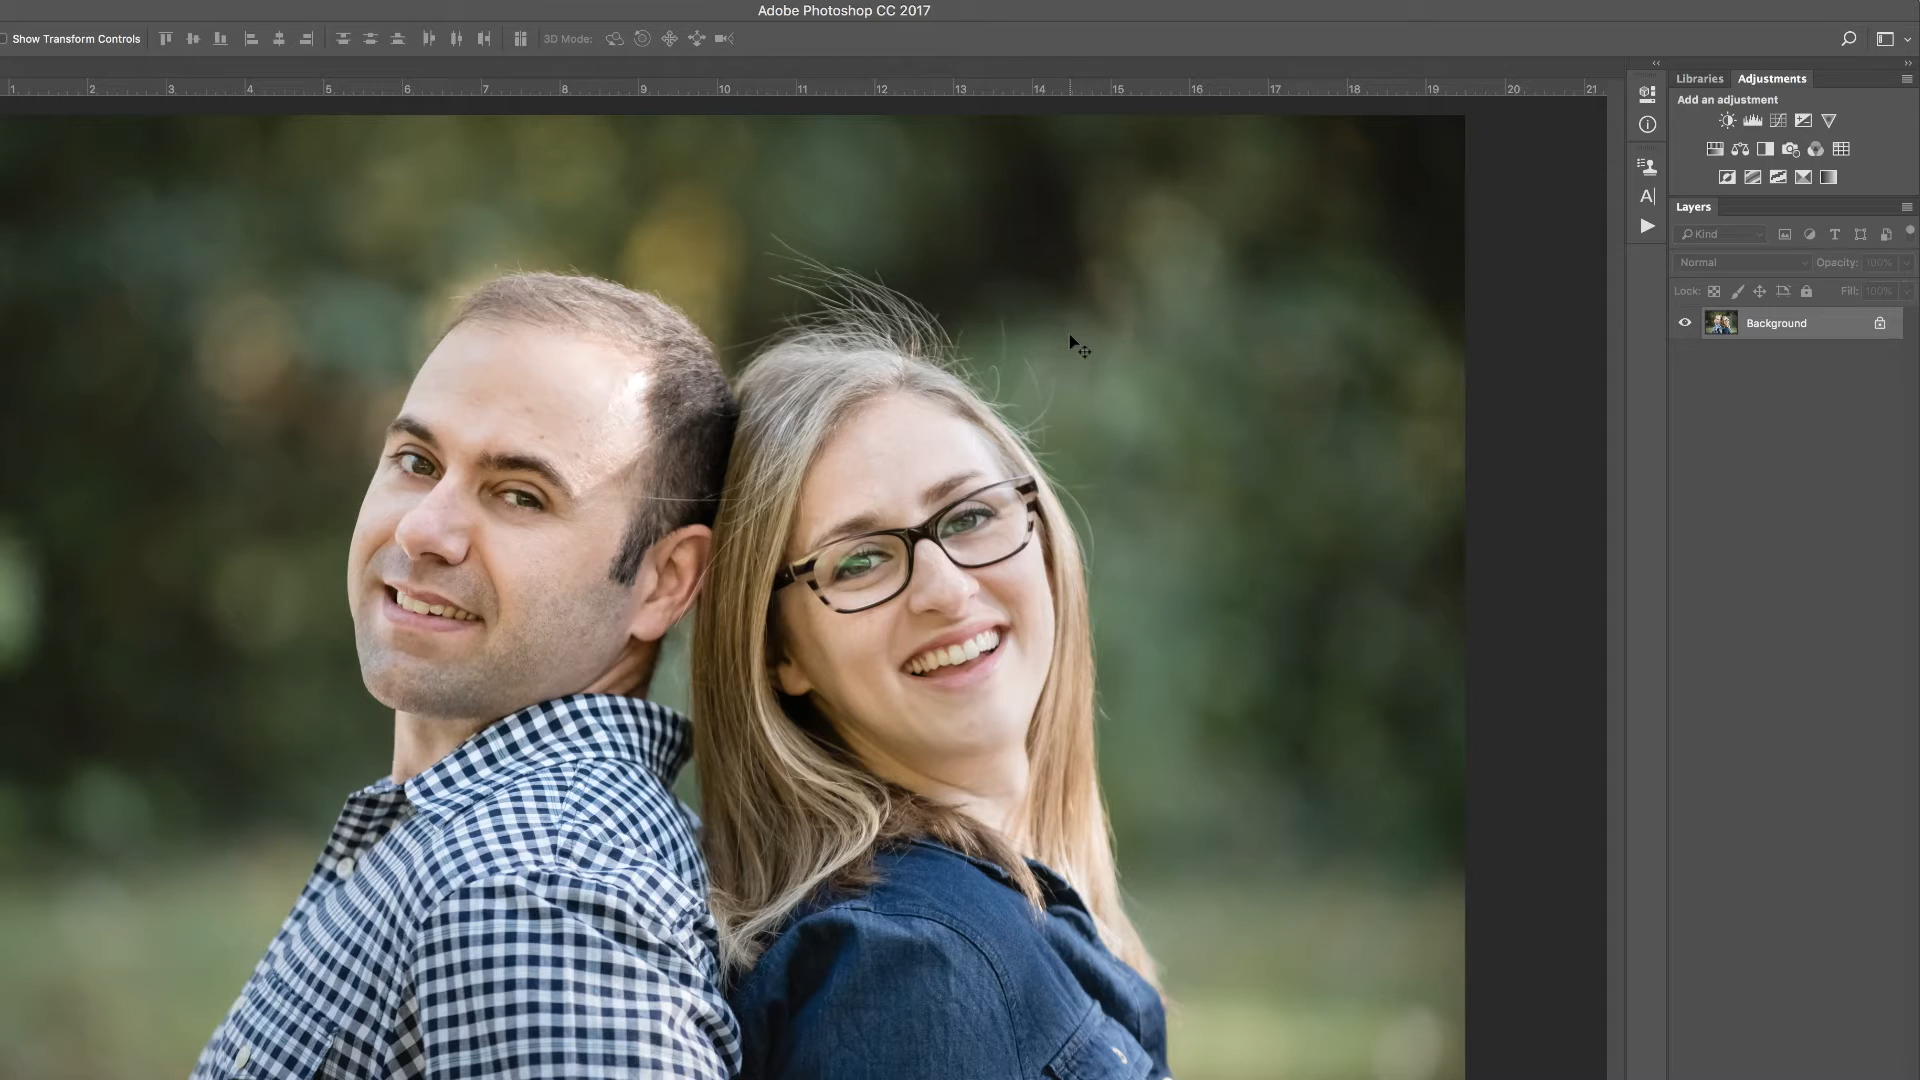 Adobe Photoshop CC 2017
Show Transform Controls 3D Mode:
1 2 3 4 5 6 7 8 9 10 11 12 13 14 15 16 17 18 19 20 21
Libraries Adjustments
Add an adjustment
Layers
Kind
Normal Opacity: 100%
Lock: Fill: 100%
Background